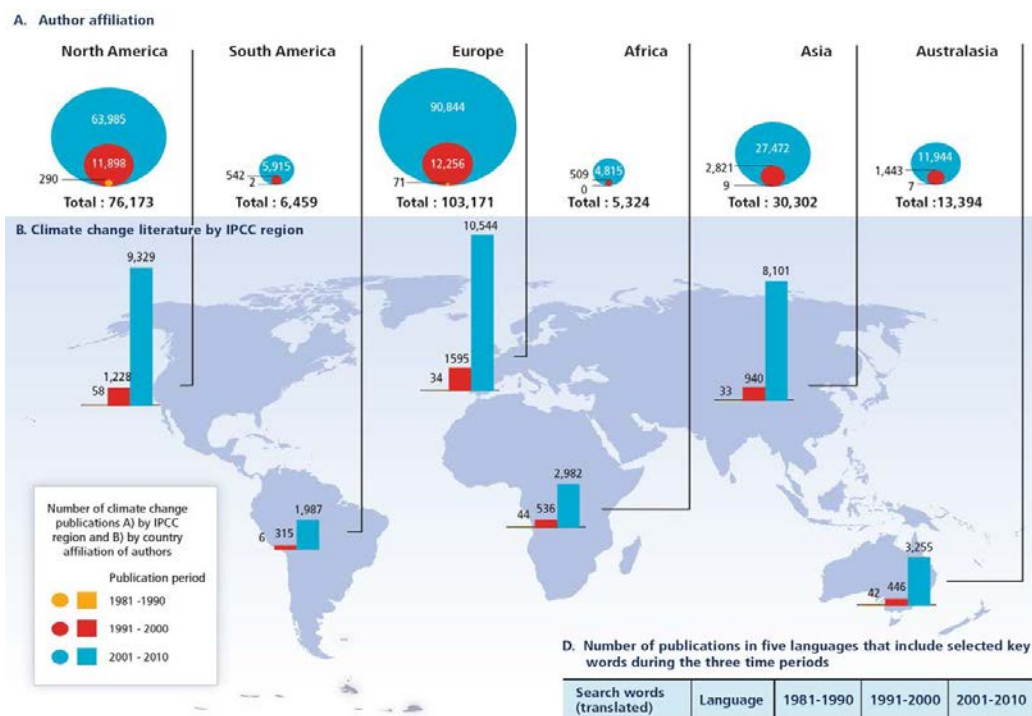 A. Author affiliation
North America South America Europe Africa Asia Australasia
63,985
11,898
290
Total : 76,173
5,915
542
2
Total : 6,459
90,844
12,256
71
Total : 103,171
4,815
509
0
Total : 5,324
27,472
2,821
9
Total : 30,302
11,944
1,443
7
Total :13,394
B. Climate change literature by IPCC region
9,329
1,228
58
10,544
1595
34
8,101
940
33
1,987
315
6
2,982
536
44
3,255
446
42
Number of climate change
publications A) by IPCC
region and B) by country
affiliation of authors
Publication period
1981 -1990
1991 - 2000
2001 - 2010
D. Number of publications in five languages that include selected key
words during the three time periods
Search words
(translated)
Language
1981-1990
1991-2000
2001-2010